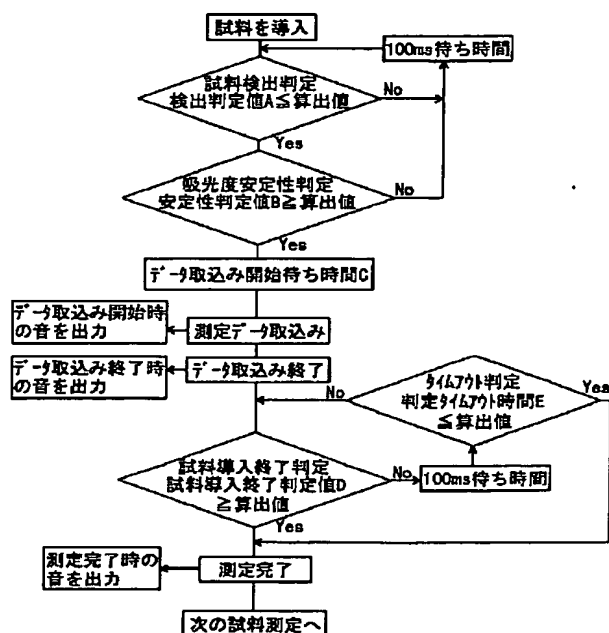 試料を導入
100ms待ち時間
試料検出判定
検出判定値A≦算出値
No
Yes
吸光度安定性判定
安定性判定値B≧算出値
No
Yes
データ取込み開始待ち時間C
データ取込み開始時
の音を出力
測定データ取込み
データ取込み終了時
の音を出力
データ取込み終了
タイムアウト判定
判定タイムアウト時間E
≦算出値
No
Yes
試料導入終了判定
試料導入終了判定値D
≧算出値
No
100ms待ち時間
Yes
測定完了時の
音を出力
測定完了
次の試料測定へ